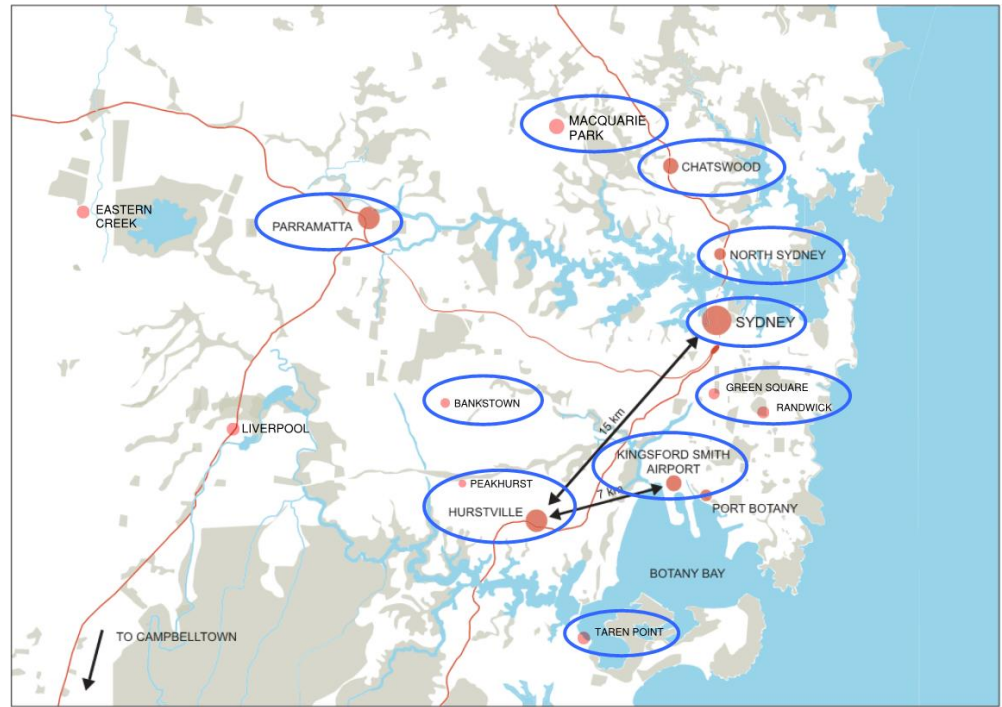 MACQUARIE
PARK
CHATSWOOD
EASTERN
CREEK
PARRAMATTA
NORTH SYDNEY
SYDNEY
GREEN SQUARE
BANKSTOWN
RANDWICK
15 km
LIVERPOOL
KINGSFORD SMITH
AIRPORT
PEAKHURST
7 km
HURSTVILLE
PORT BOTANY
BOTANY BAY
TAREN POINT
TO CAMPBELLTOWN